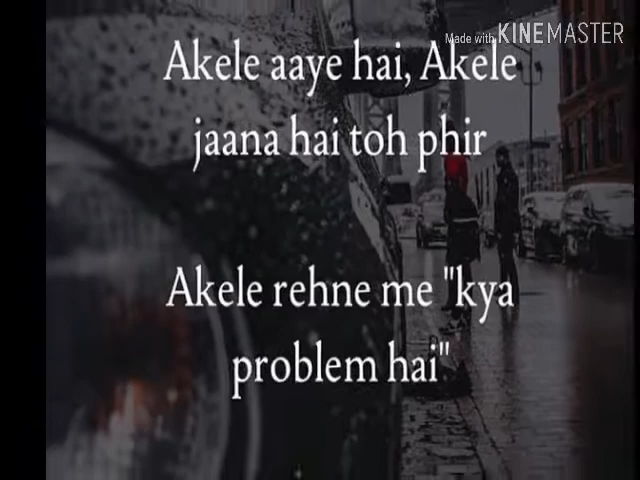 Made with KINEMASTER
Akele aaye hai, Akele
jaana hai toh phir
Akele rehne me "kya
problem hai"